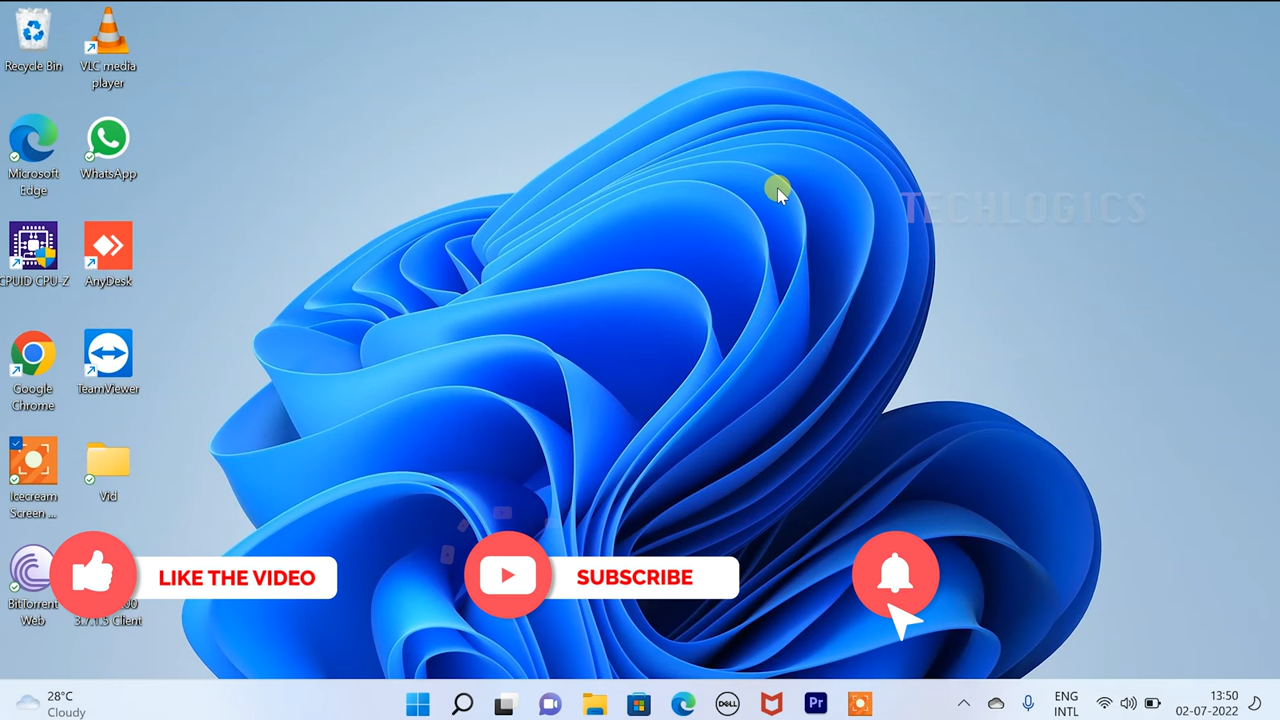 Recycle Bin
VLC media
player
Microsoft
Edge
WhatsApp
CPUID CPU-Z
AnyDesk
Google
Chrome
TeamViewer
Icecream
Screen ...
Vid
BitTorrent
Web
3.7.1.5 Client
LIKE THE VIDEO
SUBSCRIBE
TECHLOGICS
28°C
Cloudy
DELL
Pr
ENG
INTL
13:50
02-07-2022